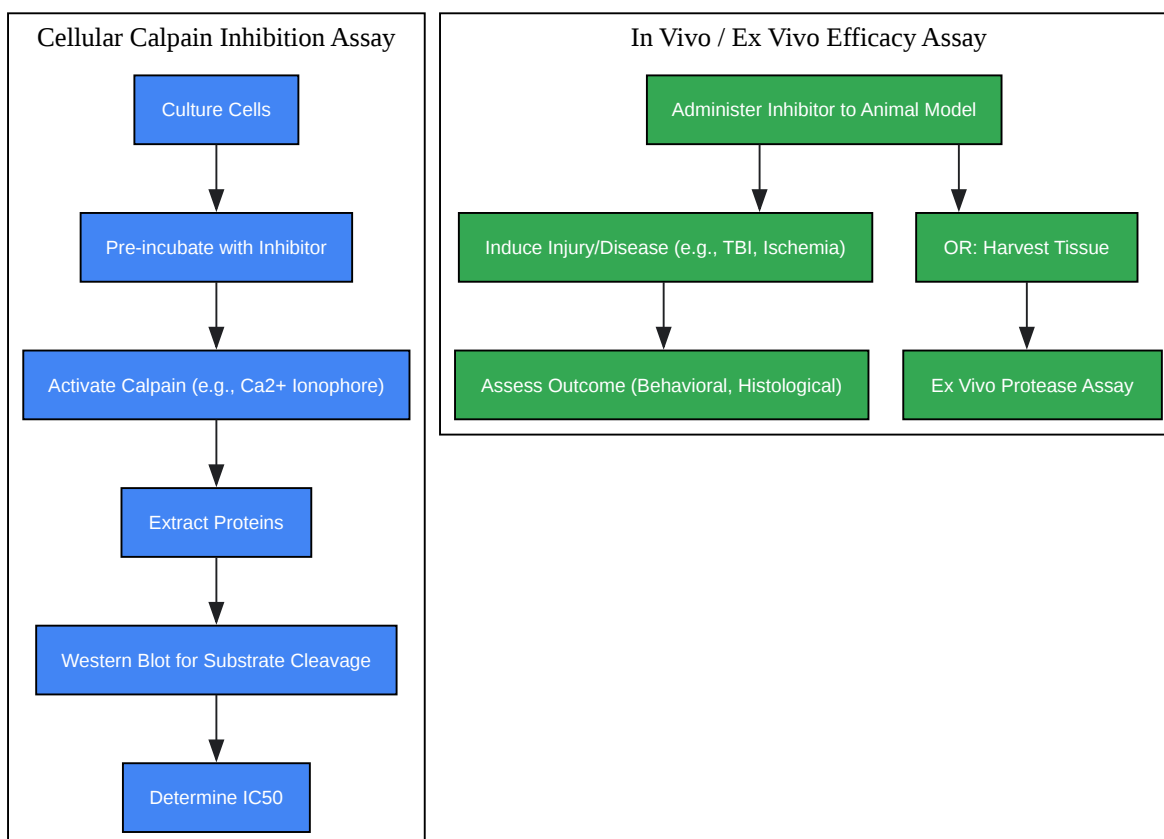 Cellular Calpain Inhibition Assay
Culture Cells
Pre-incubate with Inhibitor
Activate Calpain (e.g., Ca2+ Ionophore)
Extract Proteins
Western Blot for Substrate Cleavage
Determine IC50
In Vivo / Ex Vivo Efficacy Assay
Administer Inhibitor to Animal Model
Induce Injury/Disease (e.g., TBI, Ischemia)
OR: Harvest Tissue
Assess Outcome (Behavioral, Histological)
Ex Vivo Protease Assay